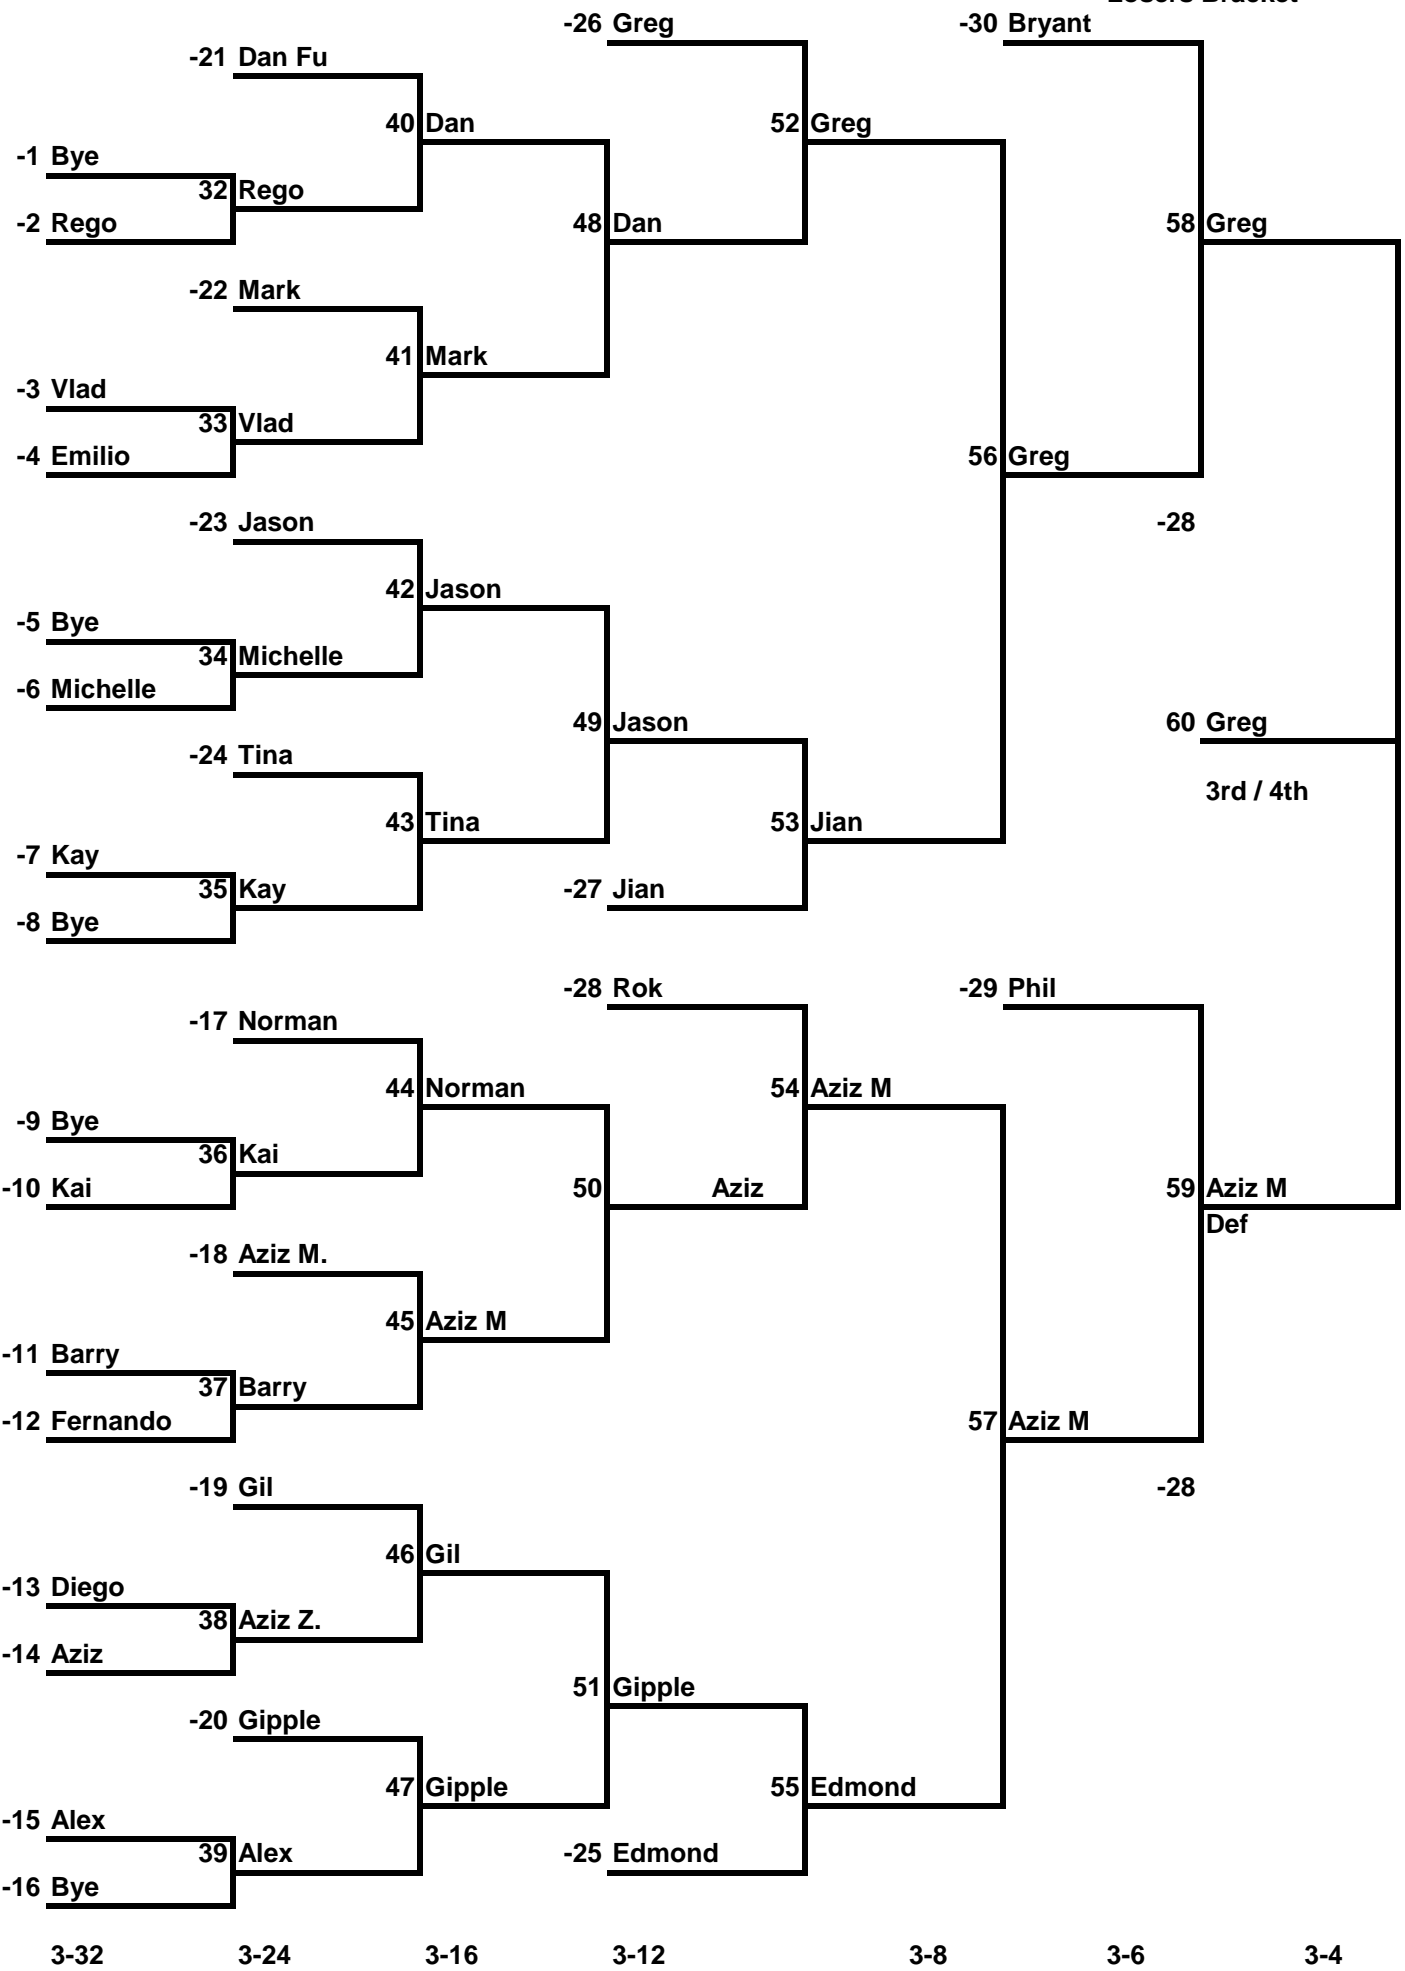 -26 Greg
-30 Bryant
-21 Dan Fu
40 Dan
52 Greg
-1 Bye
32 Rego
-2 Rego
48 Dan
58 Greg
-22 Mark
41 Mark
-3 Vlad
33 Vlad
-4 Emilio
56 Greg
-23 Jason
-28
42 Jason
-5 Bye
34 Michelle
-6 Michelle
49 Jason
60 Greg
-24 Tina
3rd / 4th
43 Tina
53 Jian
-7 Kay
35 Kay
-27 Jian
-8 Bye
-28 Rok
-29 Phil
-17 Norman
44 Norman
54 Aziz M
-9 Bye
36 Kai
-10 Kai
50 Aziz
59 Aziz M
Def
-18 Aziz M.
45 Aziz M
-11 Barry
37 Barry
-12 Fernando
57 Aziz M
-19 Gil
-28
46 Gil
-13 Diego
38 Aziz Z.
-14 Aziz
51 Gipple
-20 Gipple
47 Gipple
55 Edmond
-15 Alex
39 Alex
-25 Edmond
-16 Bye
3-32 3-24 3-16 3-12 3-8 3-6 3-4